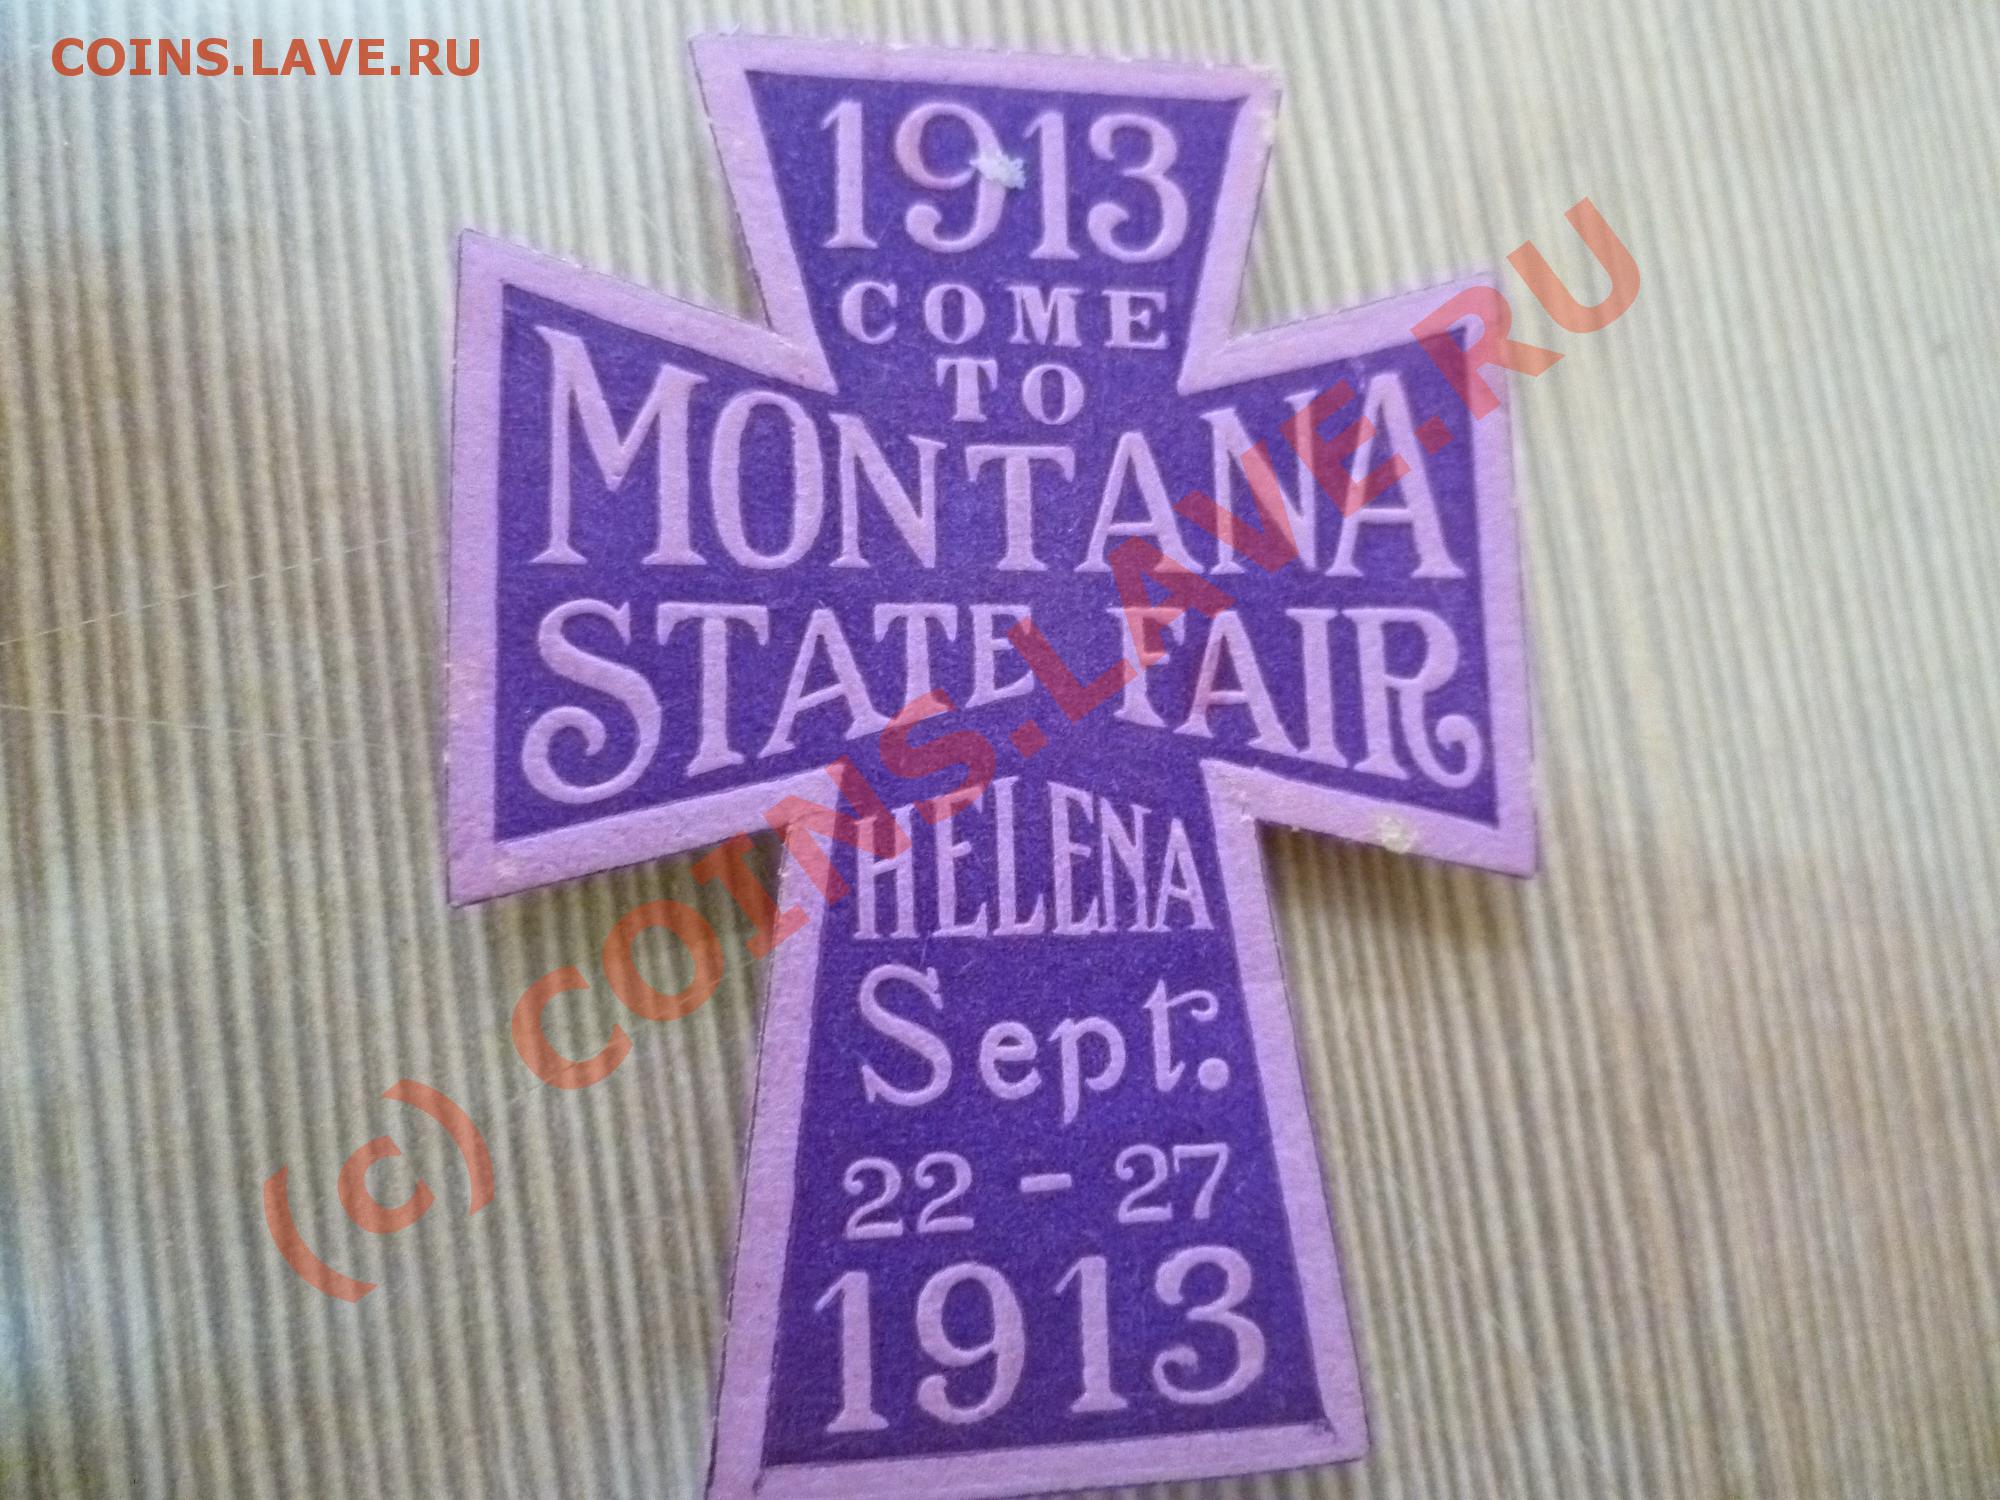 COINS.LAVE.RU
1913
COME
TO
MONTANA
STATE FAIR
HELENA
Sept.
22 - 27
1913
(c) COINS.LAVE.RU